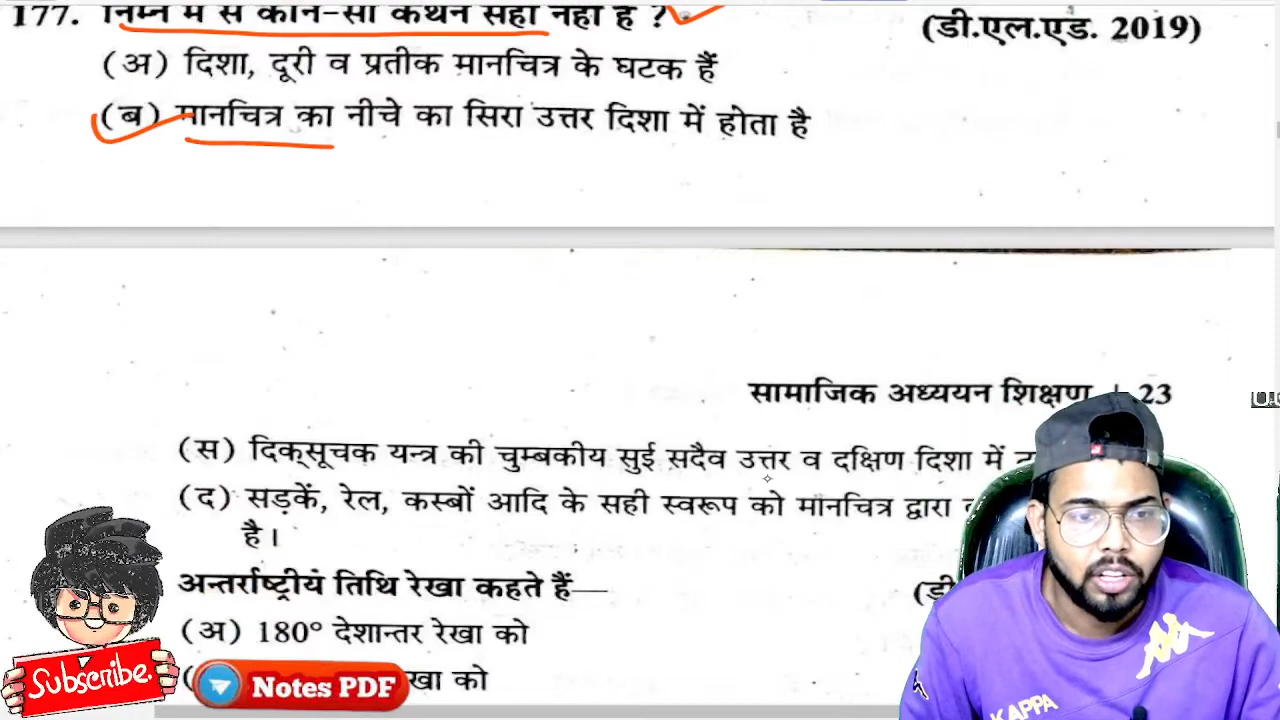 177. निम्न में से कौन-सा कथन सही नहीं है ?
(डी.एल.एड. 2019)
(अ) दिशा, दूरी व प्रतीक मानचित्र के घटक हैं
(ब) मानचित्र का नीचे का सिरा उत्तर दिशा में होता है
सामाजिक अध्ययन शिक्षण + 23
(स) दिक्सूचक यन्त्र की चुम्बकीय सुई सदैव उत्तर व दक्षिण दिशा में
(द) सड़कें, रेल, कस्बों आदि के सही स्वरूप को मानचित्र द्वारा
है।
अन्तर्राष्ट्रीय तिथि रेखा कहते हैं—
(अ) 180° देशान्तर रेखा को
को
Subscribe.
Notes PDF
KAPPA